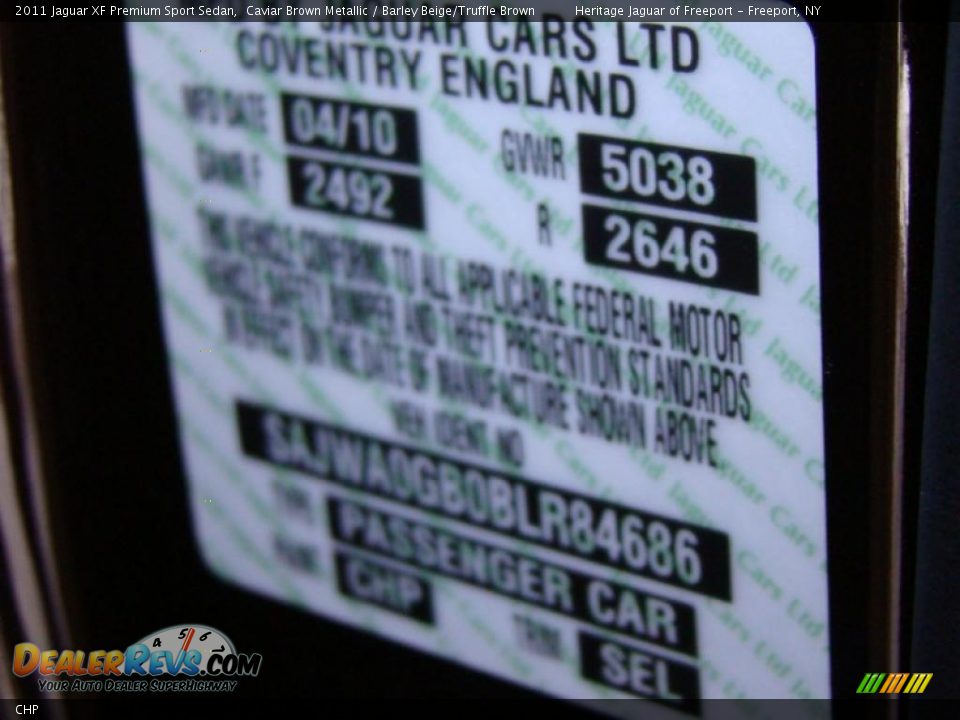 2011 Jaguar XF Premium Sport Sedan, Caviar Brown Metallic / Barley Beige/Truffle Brown Heritage Jaguar of Freeport - Freeport, NY
JAGUAR CARS LTD
COVENTRY ENGLAND
MFD DATE 04/10 GVWR 5038
GAWR F 2492 R 2646
THIS VEHICLE CONFORMS TO ALL APPLICABLE FEDERAL MOTOR
VEHICLE SAFETY BUMPER AND THEFT PREVENTION STANDARDS
IN EFFECT ON THE DATE OF MANUFACTURE SHOWN ABOVE.
VEH IDENT NO
SAJWA0GB0BLR84686
TYPE PASSENGER CAR
PAINT CHP TRIM SEL
DEALERREVS.COM
YOUR AUTO DEALER SUPERHIGHWAY
CHP